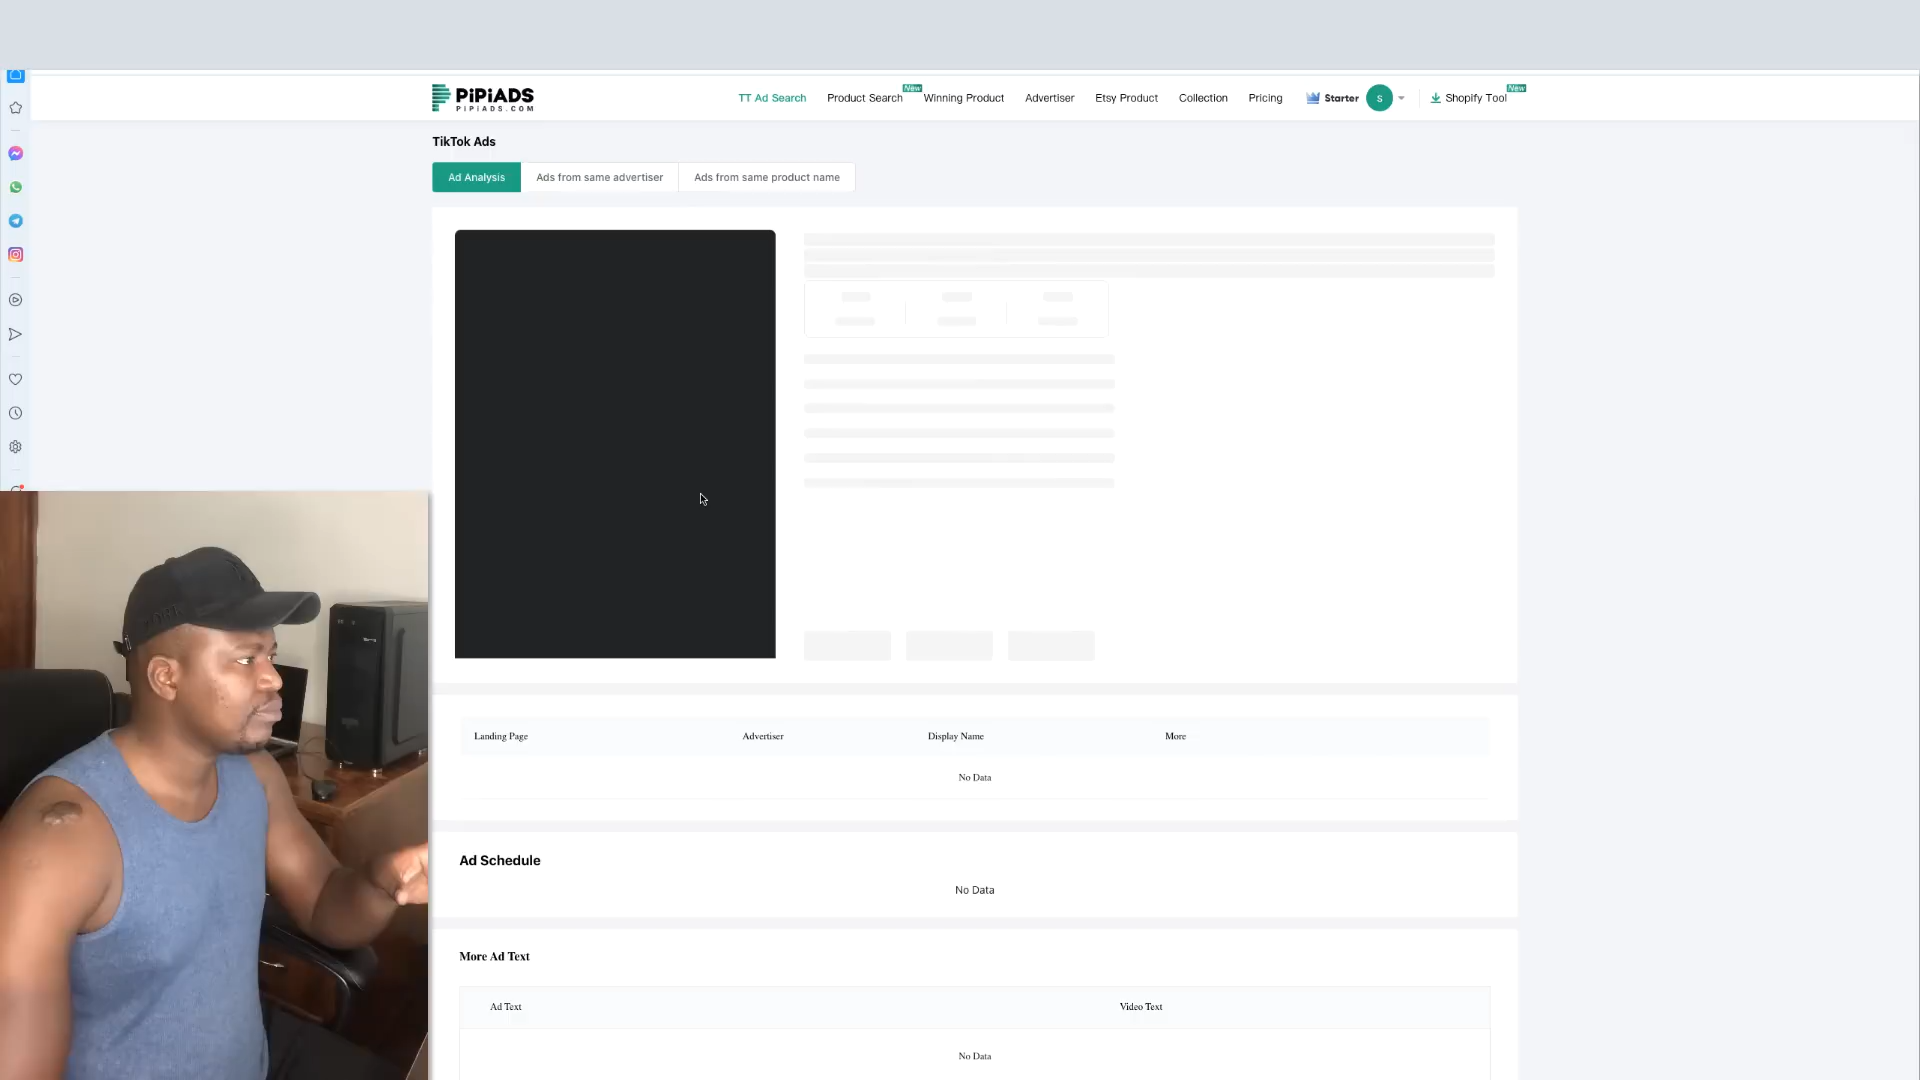 PiPiADS
PIPIADS.COM
TT Ad Search
Product Search
New
Winning Product
Advertiser
Etsy Product
Collection
Pricing
Starter
S
Shopify Tool
New
TikTok Ads
Ad Analysis
Ads from same advertiser
Ads from same product name
Landing Page
Advertiser
Display Name
More
No Data
Ad Schedule
No Data
More Ad Text
Ad Text
Video Text
No Data